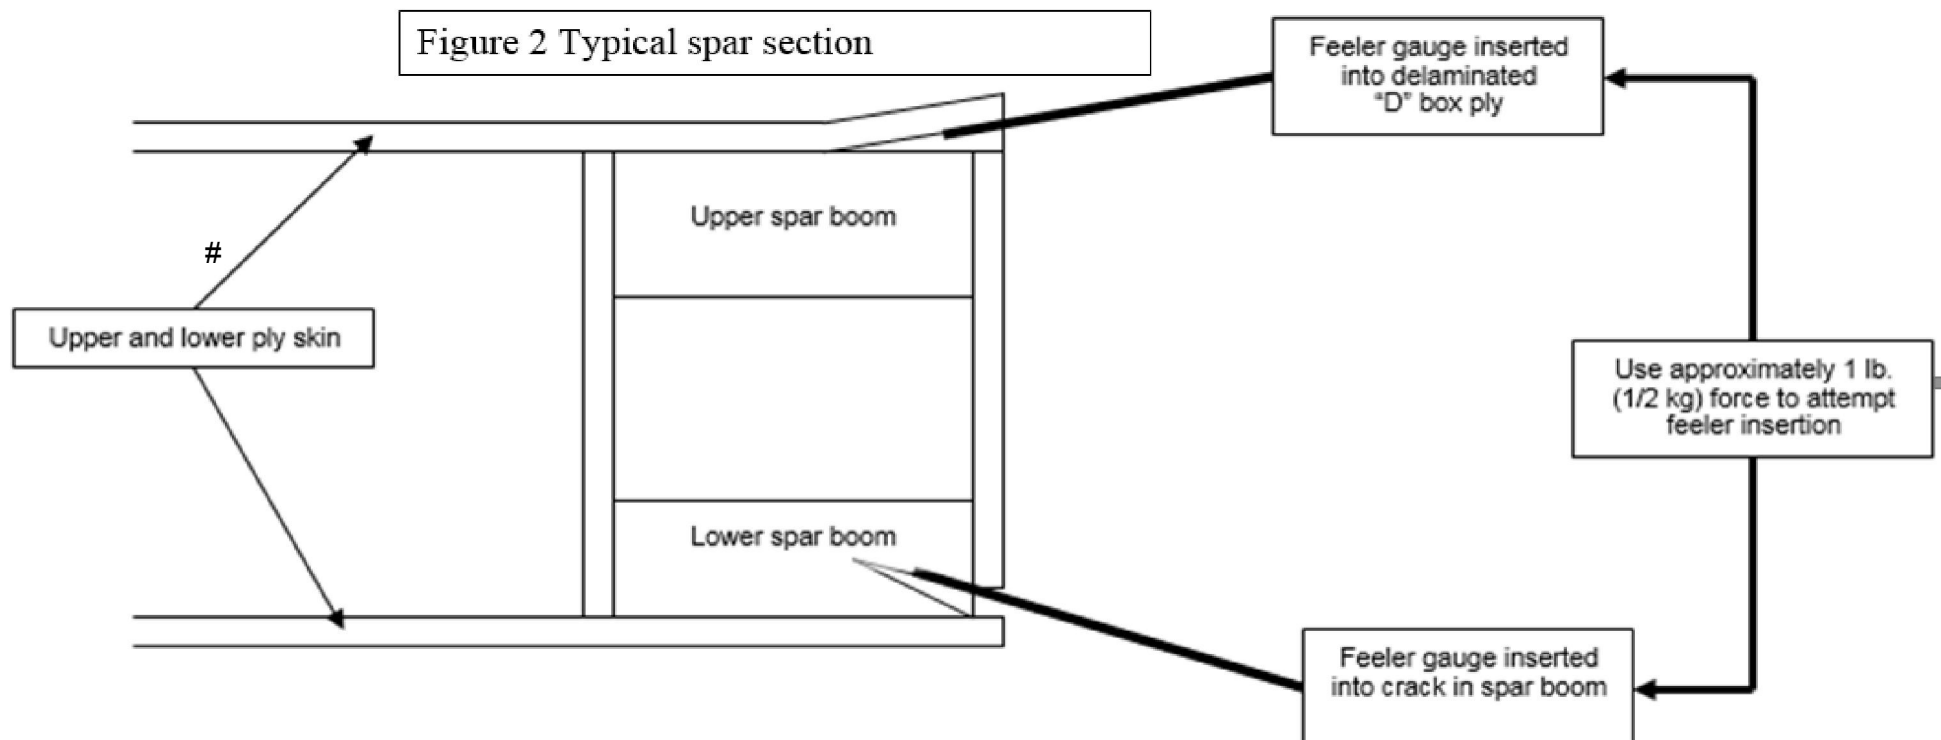 Figure 2 Typical spar section
Feeler gauge inserted
into delaminated
“D” box ply
Upper spar boom
#
Upper and lower ply skin
Use approximately 1 lb.
(1/2 kg) force to attempt
feeler insertion
Lower spar boom
Feeler gauge inserted
into crack in spar boom